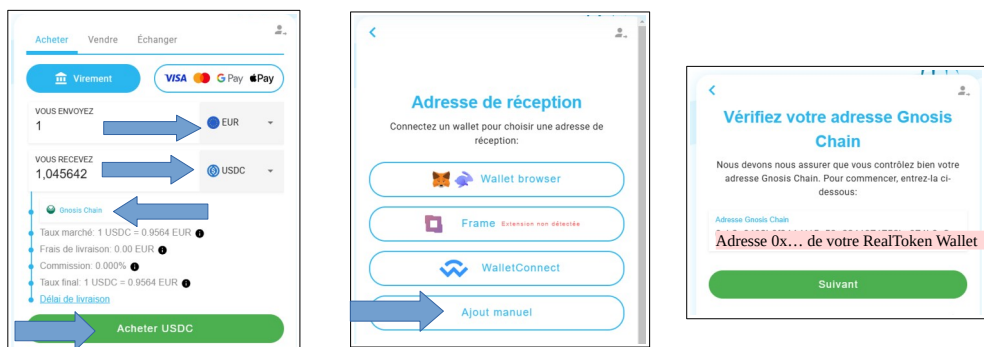 Acheter Vendre Échanger
Virement
VISA G Pay Pay
VOUS ENVOYEZ
1
EUR
VOUS RECEVEZ
1,045642
USDC
Gnosis Chain
Taux marché: 1 USDC = 0.9564 EUR
Frais de livraison: 0.00 EUR
Commission: 0.000%
Taux final: 1 USDC = 0.9564 EUR
Délai de livraison
Acheter USDC
Adresse de réception
Connectez un wallet pour choisir une adresse de
réception:
Wallet browser
Frame Extension non détectée
WalletConnect
Ajout manuel
Vérifiez votre adresse Gnosis
Chain
Nous devons nous assurer que vous contrôlez bien votre
adresse Gnosis Chain. Pour commencer, entrez-la ci-
dessous:
Adresse Gnosis Chain
Adresse 0x… de votre RealToken Wallet
Suivant